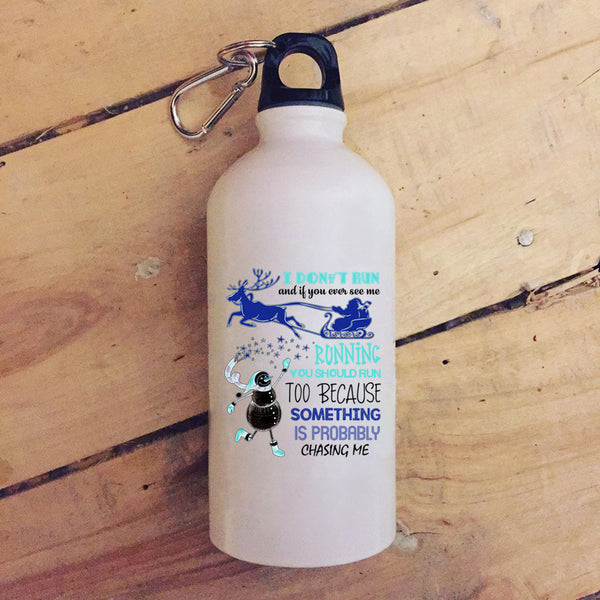 I DON'T RUN
and if you ever see me
RUNNING
YOU SHOULD RUN
TOO BECAUSE
SOMETHING
IS PROBABLY
CHASING ME